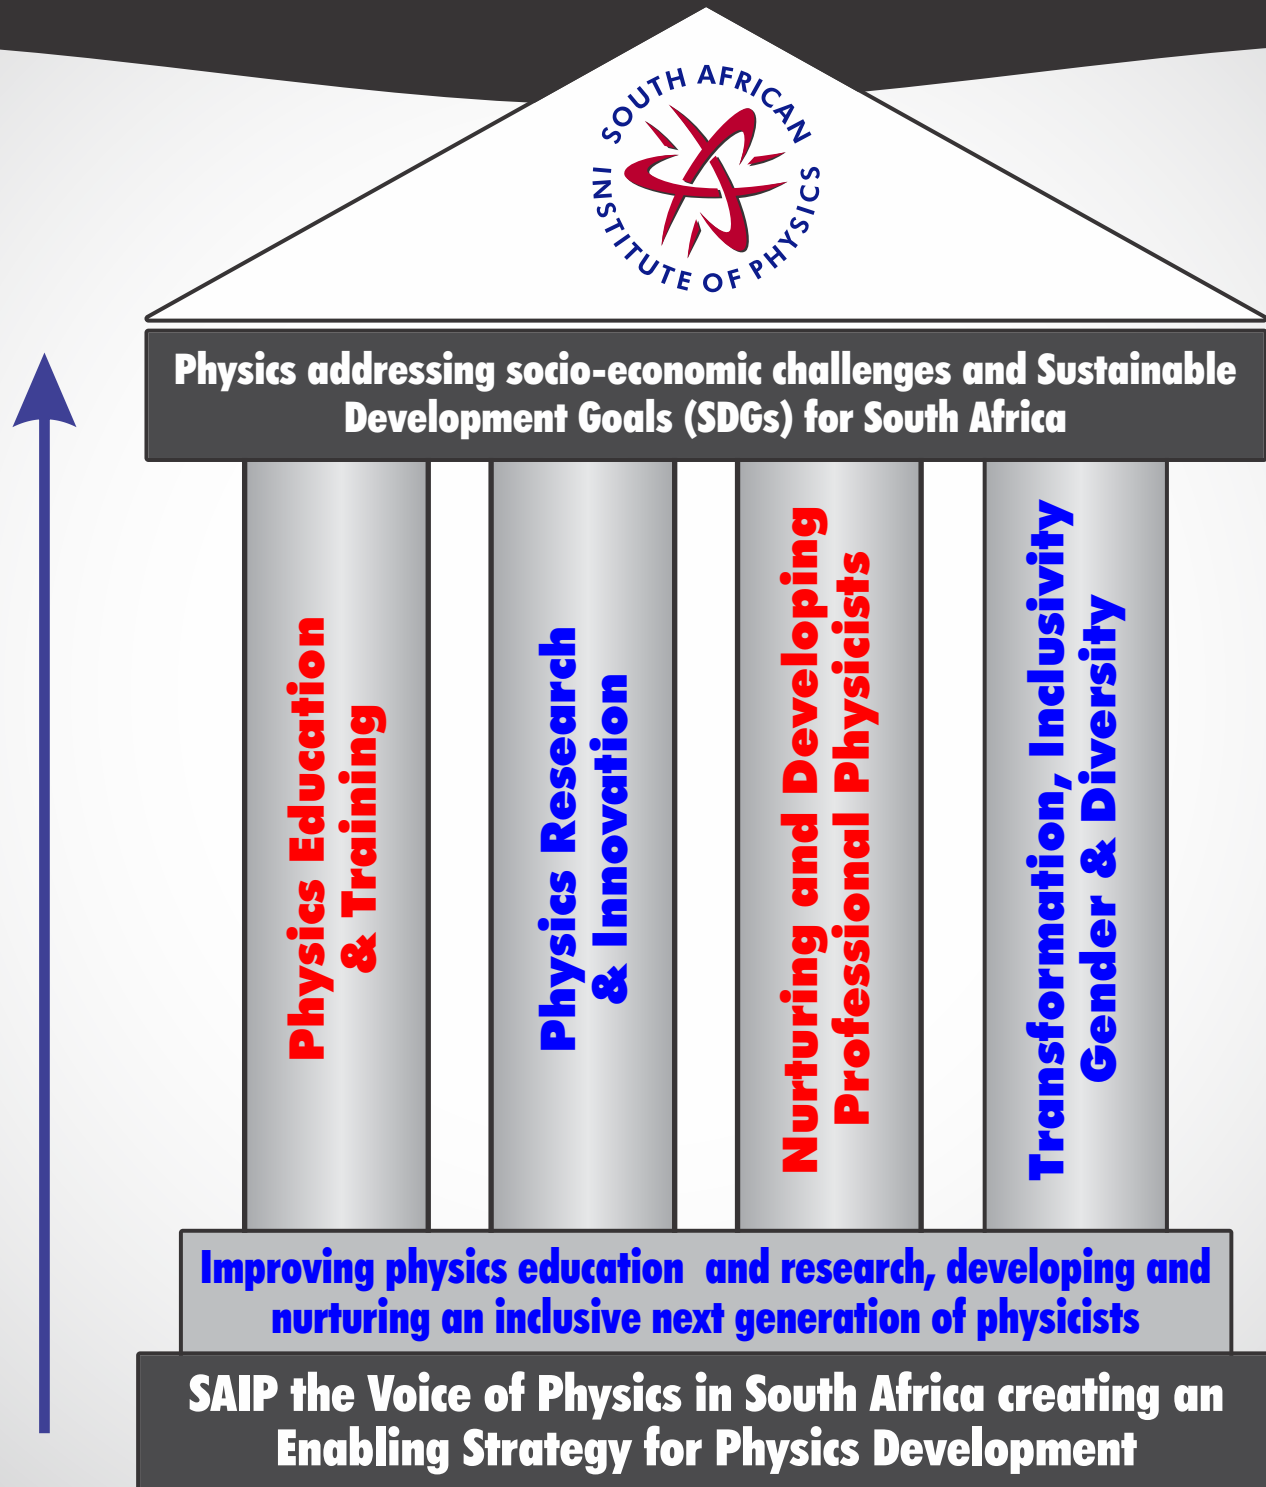 SOUTH AFRICAN
INSTITUTE OF PHYSICS
Physics addressing socio-economic challenges and Sustainable
Development Goals (SDGs) for South Africa
Physics Education
& Training
Physics Research
& Innovation
Nurturing and Developing
Professional Physicists
Transformation, Inclusivity
Gender & Diversity
Improving physics education and research, developing and
nurturing an inclusive next generation of physicists
SAIP the Voice of Physics in South Africa creating an
Enabling Strategy for Physics Development